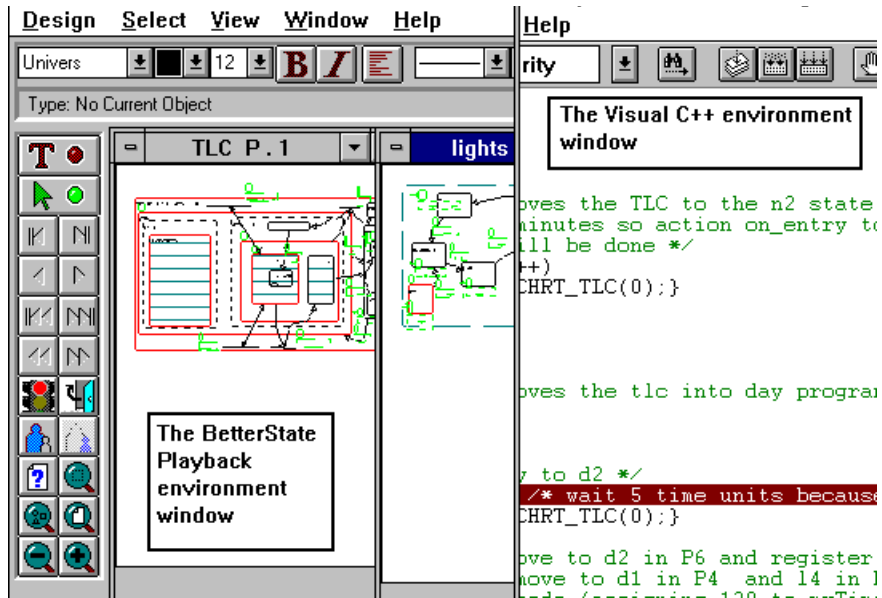 Design Select View Window Help
Univers 12 B I
Type: No Current Object
T
TLC P.1
lights
The BetterState
Playback
environment
window
Help
rity
The Visual C++ environment
window
oves the TLC to the n2 state
minutes so action on_entry to
ill be done */
++)
CHRT_TLC(0);}
oves the tlc into day program
y to d2 */
/* wait 5 time units because
CHRT_TLC(0);}
ove to d2 in P6 and register
move to d1 in P4 and l4 in